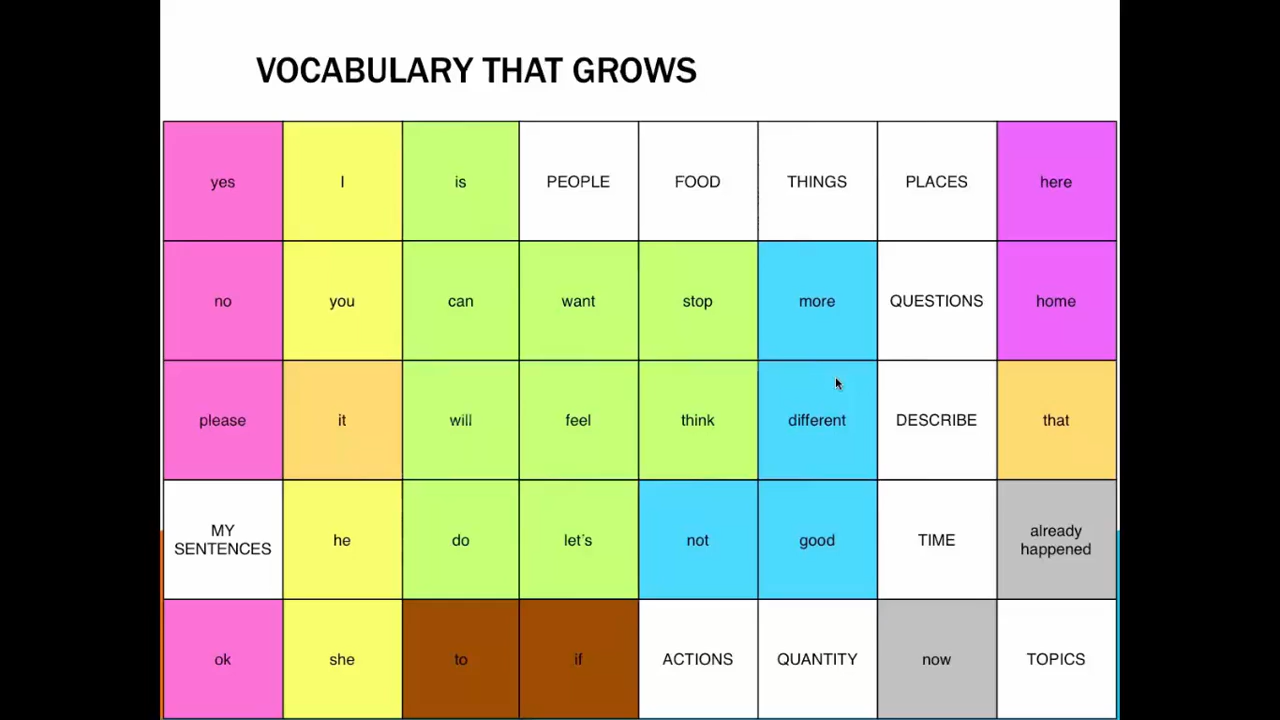 VOCABULARY THAT GROWS
yes I is PEOPLE FOOD THINGS PLACES here
no you can want stop more QUESTIONS home
please it will feel think different DESCRIBE that
MY SENTENCES he do let's not good TIME already happened
ok she to if ACTIONS QUANTITY now TOPICS